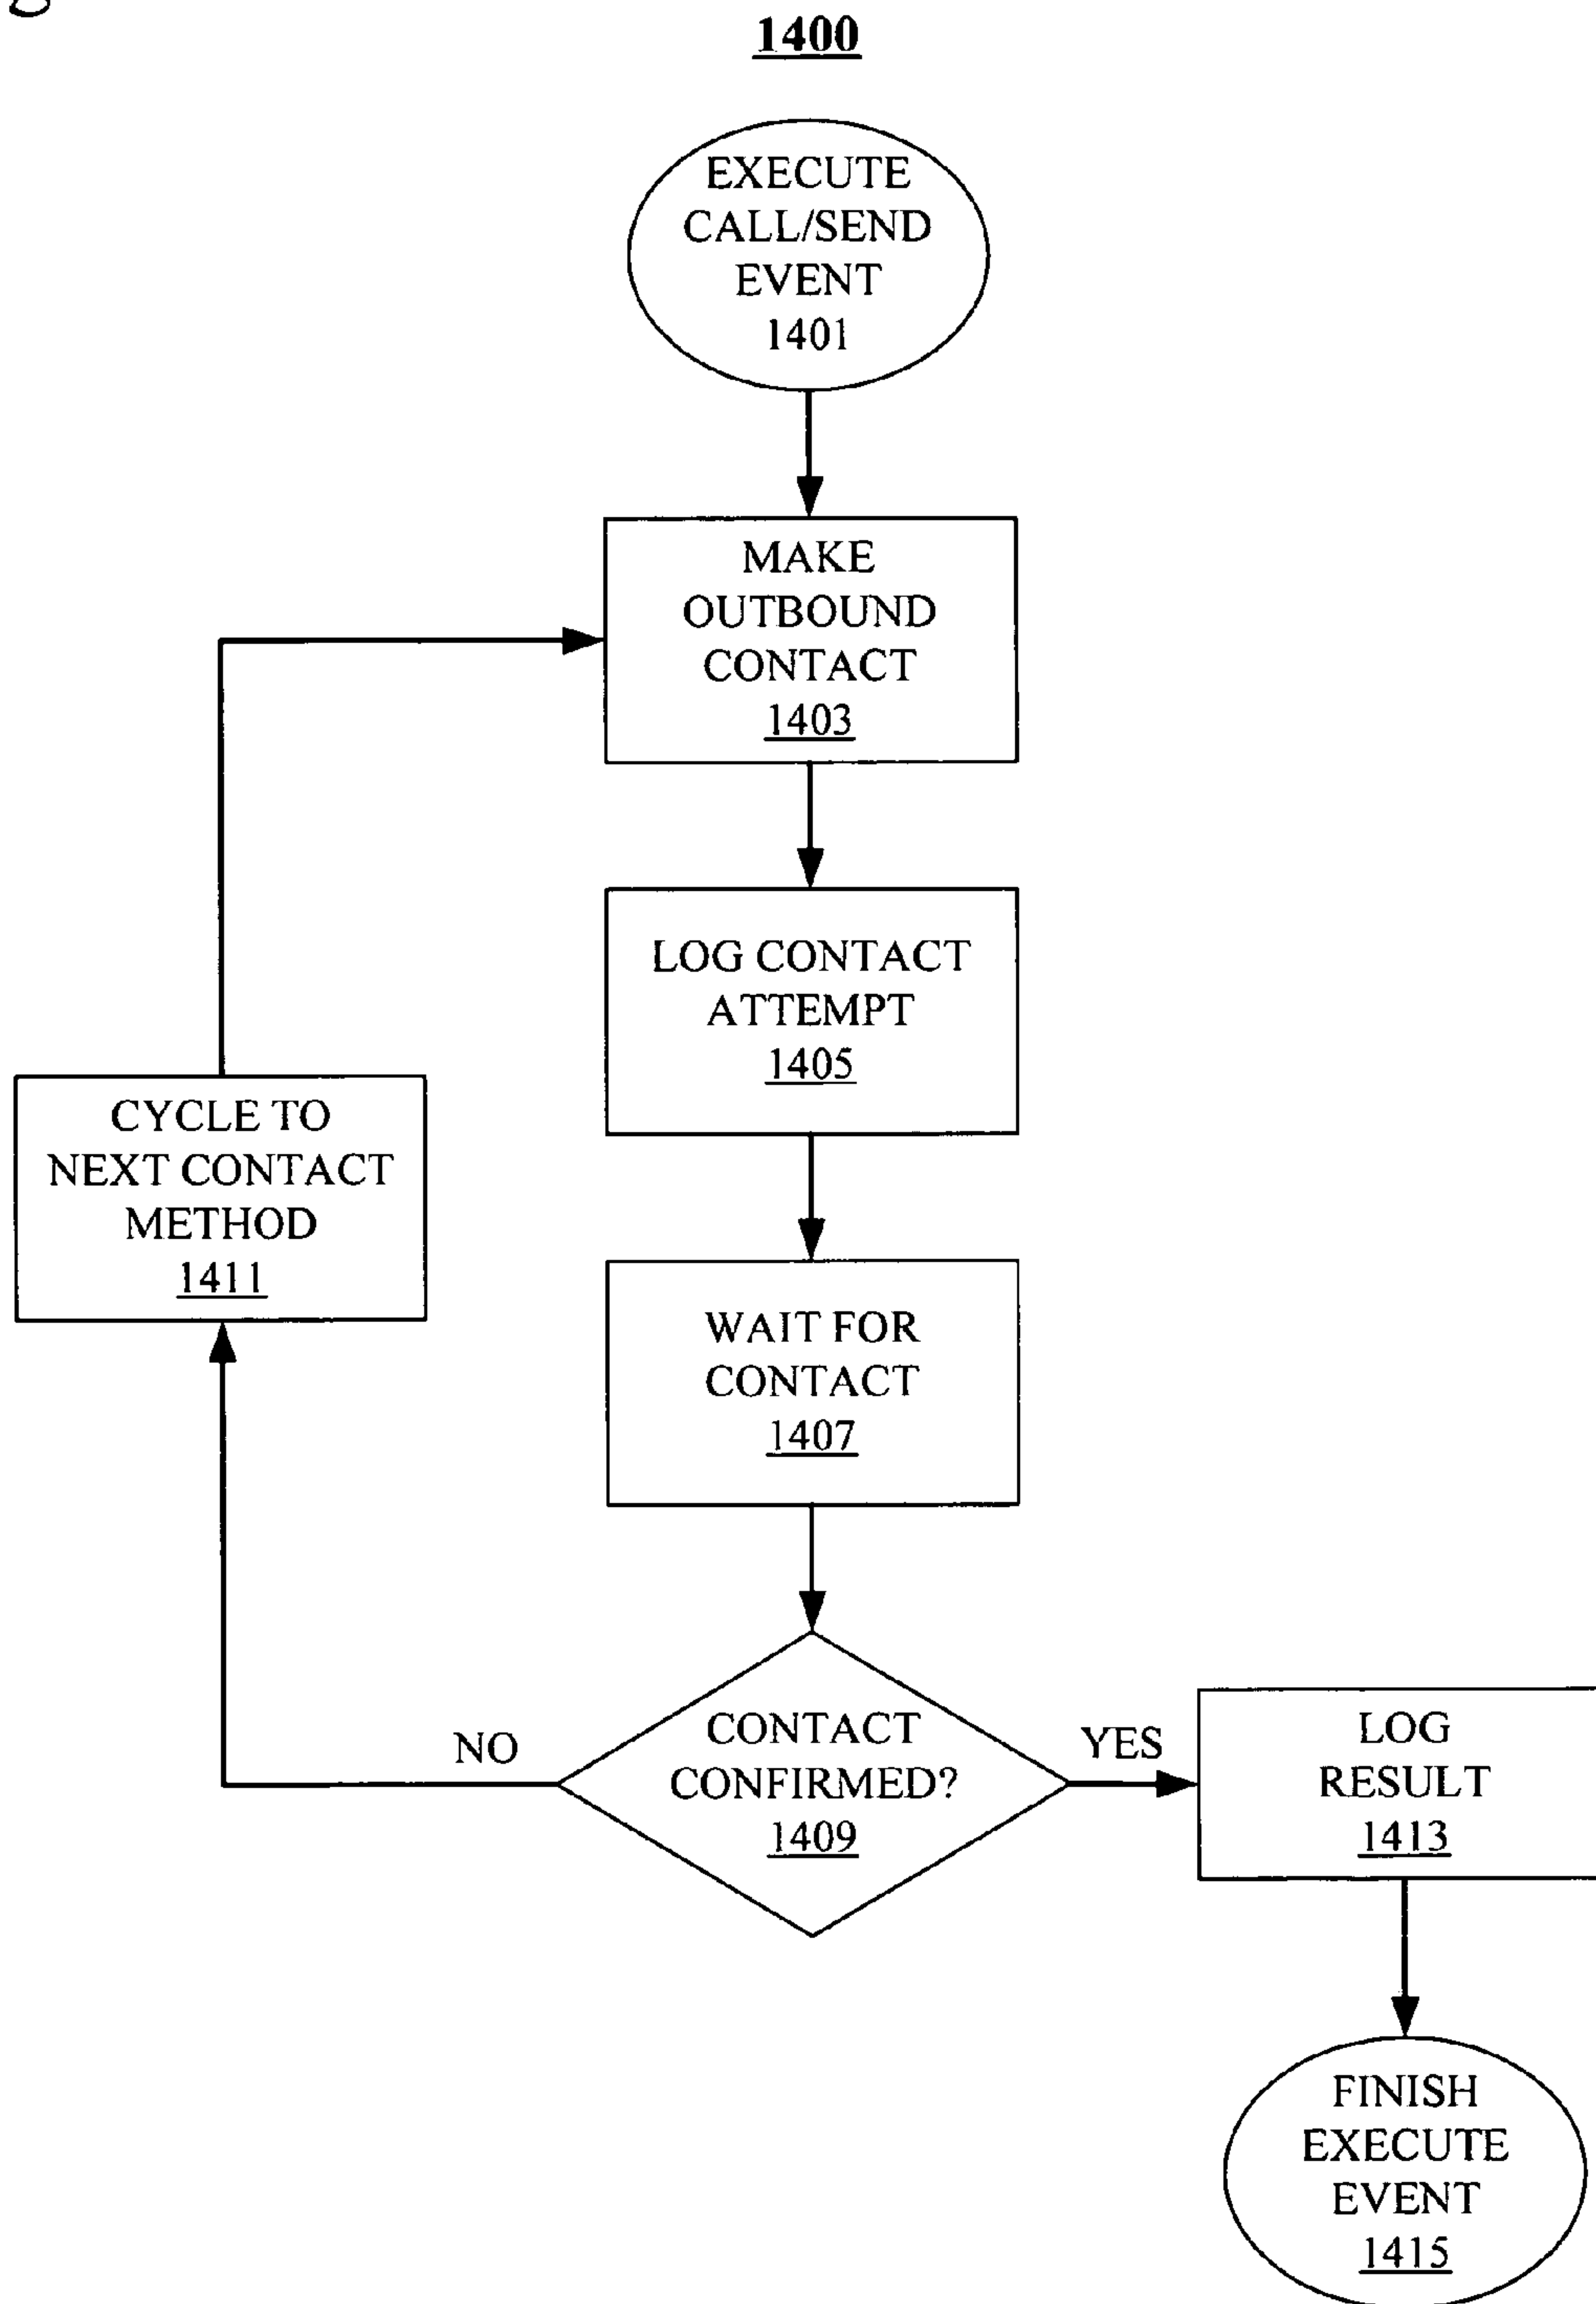 1400
EXECUTE
CALL/SEND
EVENT
1401
MAKE
OUTBOUND
CONTACT
1403
LOG CONTACT
ATTEMPT
1405
CYCLE TO
NEXT CONTACT
METHOD
1411
WAIT FOR
CONTACT
1407
NO
CONTACT
CONFIRMED?
1409
YES
LOG
RESULT
1413
FINISH
EXECUTE
EVENT
1415